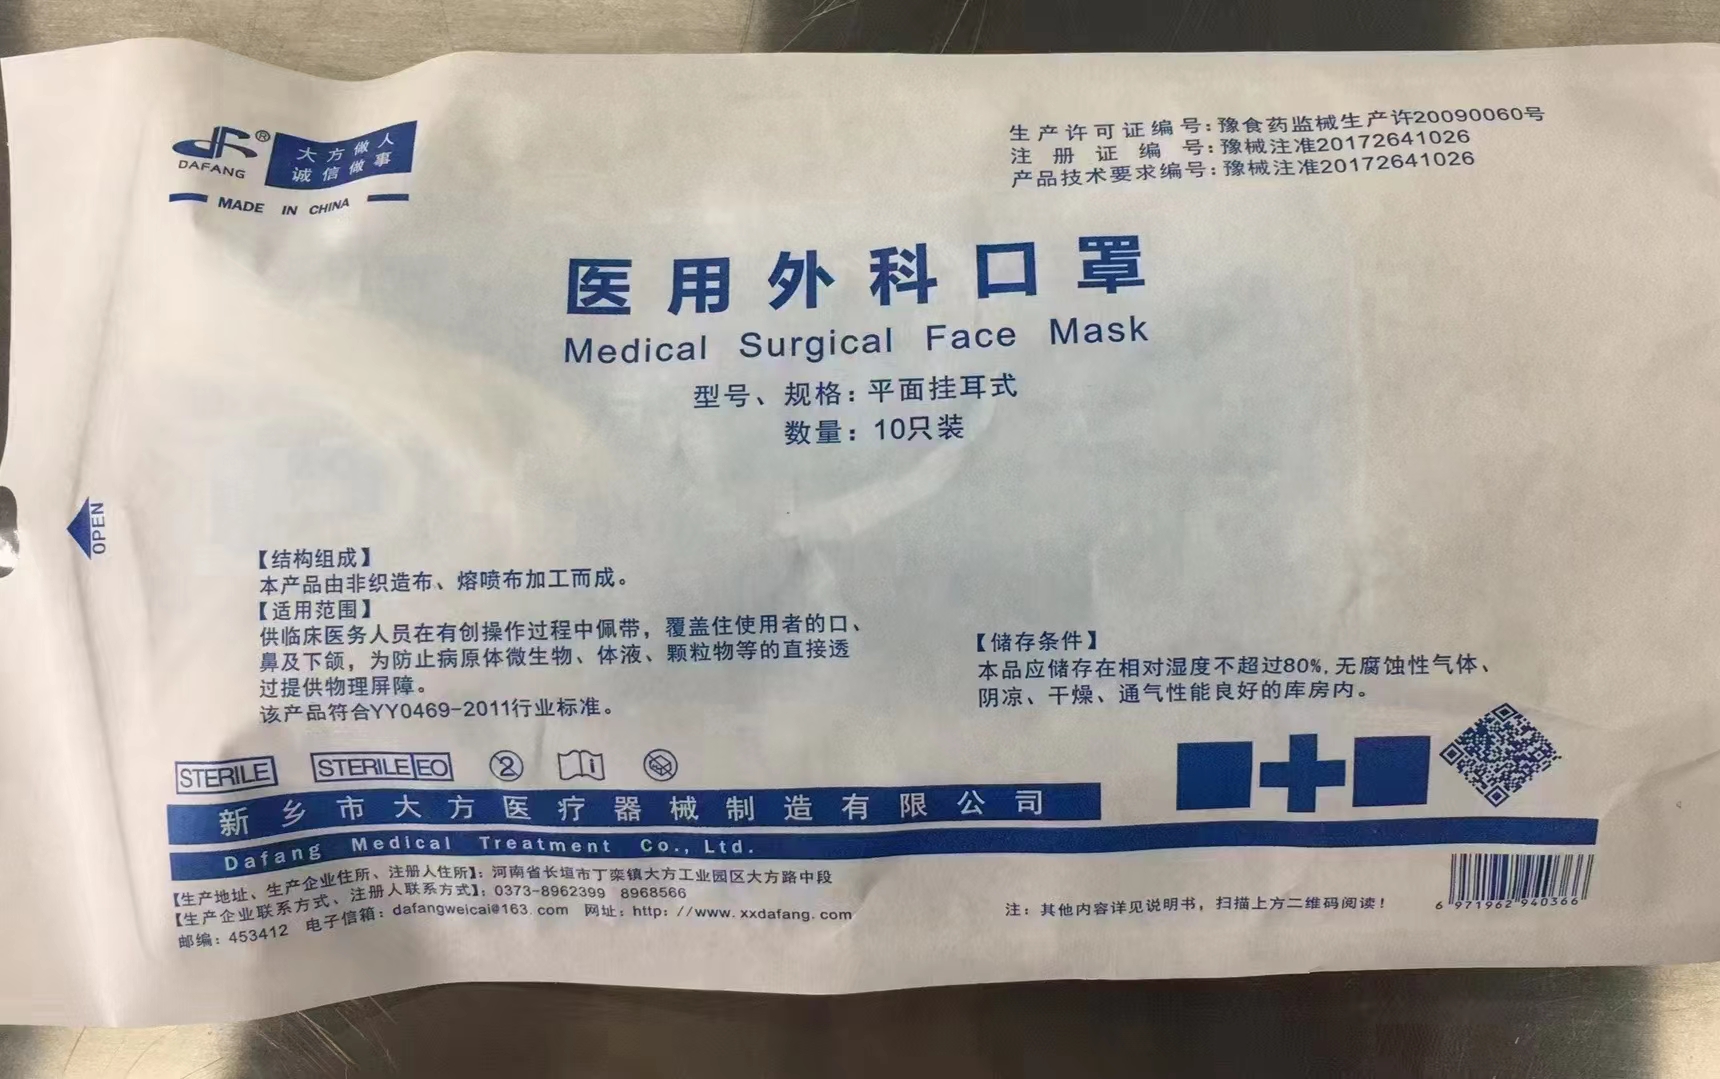 DAFANG®
大方做人
诚信做事
MADE IN CHINA
生产许可证编号:豫食药监械生产许20090060号
注册证编号:豫械注准20172641026
产品技术要求编号:豫械注准20172641026
医用外科口罩
Medical Surgical Face Mask
型号、规格:平面挂耳式
数量:10只装
OPEN
【结构组成】
本产品由非织造布、熔喷布加工而成。
【适用范围】
供临床医务人员在有创操作过程中佩带，覆盖住使用者的口、
鼻及下颌，为防止病原体微生物、体液、颗粒物等的直接透
过提供物理屏障。
该产品符合YY0469-2011行业标准。
【储存条件】
本品应储存在相对湿度不超过80%,无腐蚀性气体、
阴凉、干燥、通气性能良好的库房内。
STERILE STERILE EO 2 i
新乡市大方医疗器械制造有限公司
Dafang Medical Treatment Co., Ltd.
【生产地址、生产企业住所、注册人住所】：河南省长垣市丁栾镇大方工业园区大方路中段
【生产企业联系方式、注册人联系方式】：0373-8962399 8968566
邮编：453412 电子信箱：dafangweicai@163.com 网址：http：//www.xxdafang.com
注：其他内容详见说明书，扫描上方二维码阅读！
6 971962 940366